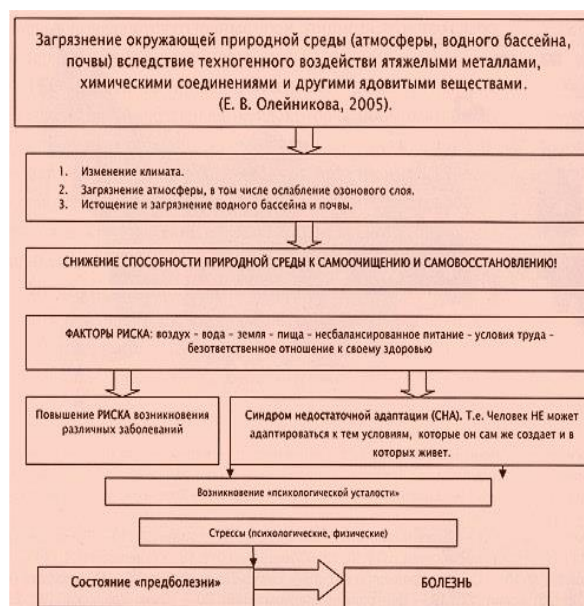 Загрязнение окружающей природной среды (атмосферы, водного бассейна,
почвы) вследствие техногенного воздействи ятяжелыми металлами,
химическими соединениями и другими ядовитыми веществами.
(Е. В. Олейникова, 2005).
1. Изменение климата.
2. Загрязнение атмосферы, в том числе ослабление озонового слоя.
3. Истощение и загрязнение водного бассейна и почвы.
СНИЖЕНИЕ СПОСОБНОСТИ ПРИРОДНОЙ СРЕДЫ К САМООЧИЩЕНИЮ И САМОВОССТАНОВЛЕНИЮ!
ФАКТОРЫ РИСКА: воздух - вода - земля - пища - несбалансированное питание - условия труда -
безответственное отношение к своему здоровью
Повышение РИСКА возникновения
различных заболеваний
Синдром недостаточной адаптации (СНА). Т.е. Человек НЕ может
адаптироваться к тем условиям, которые он сам же создает и в
которых живет.
Возникновение «психологической усталости»
Стрессы (психологические, физические)
Состояние «предболезни»
БОЛЕЗНЬ